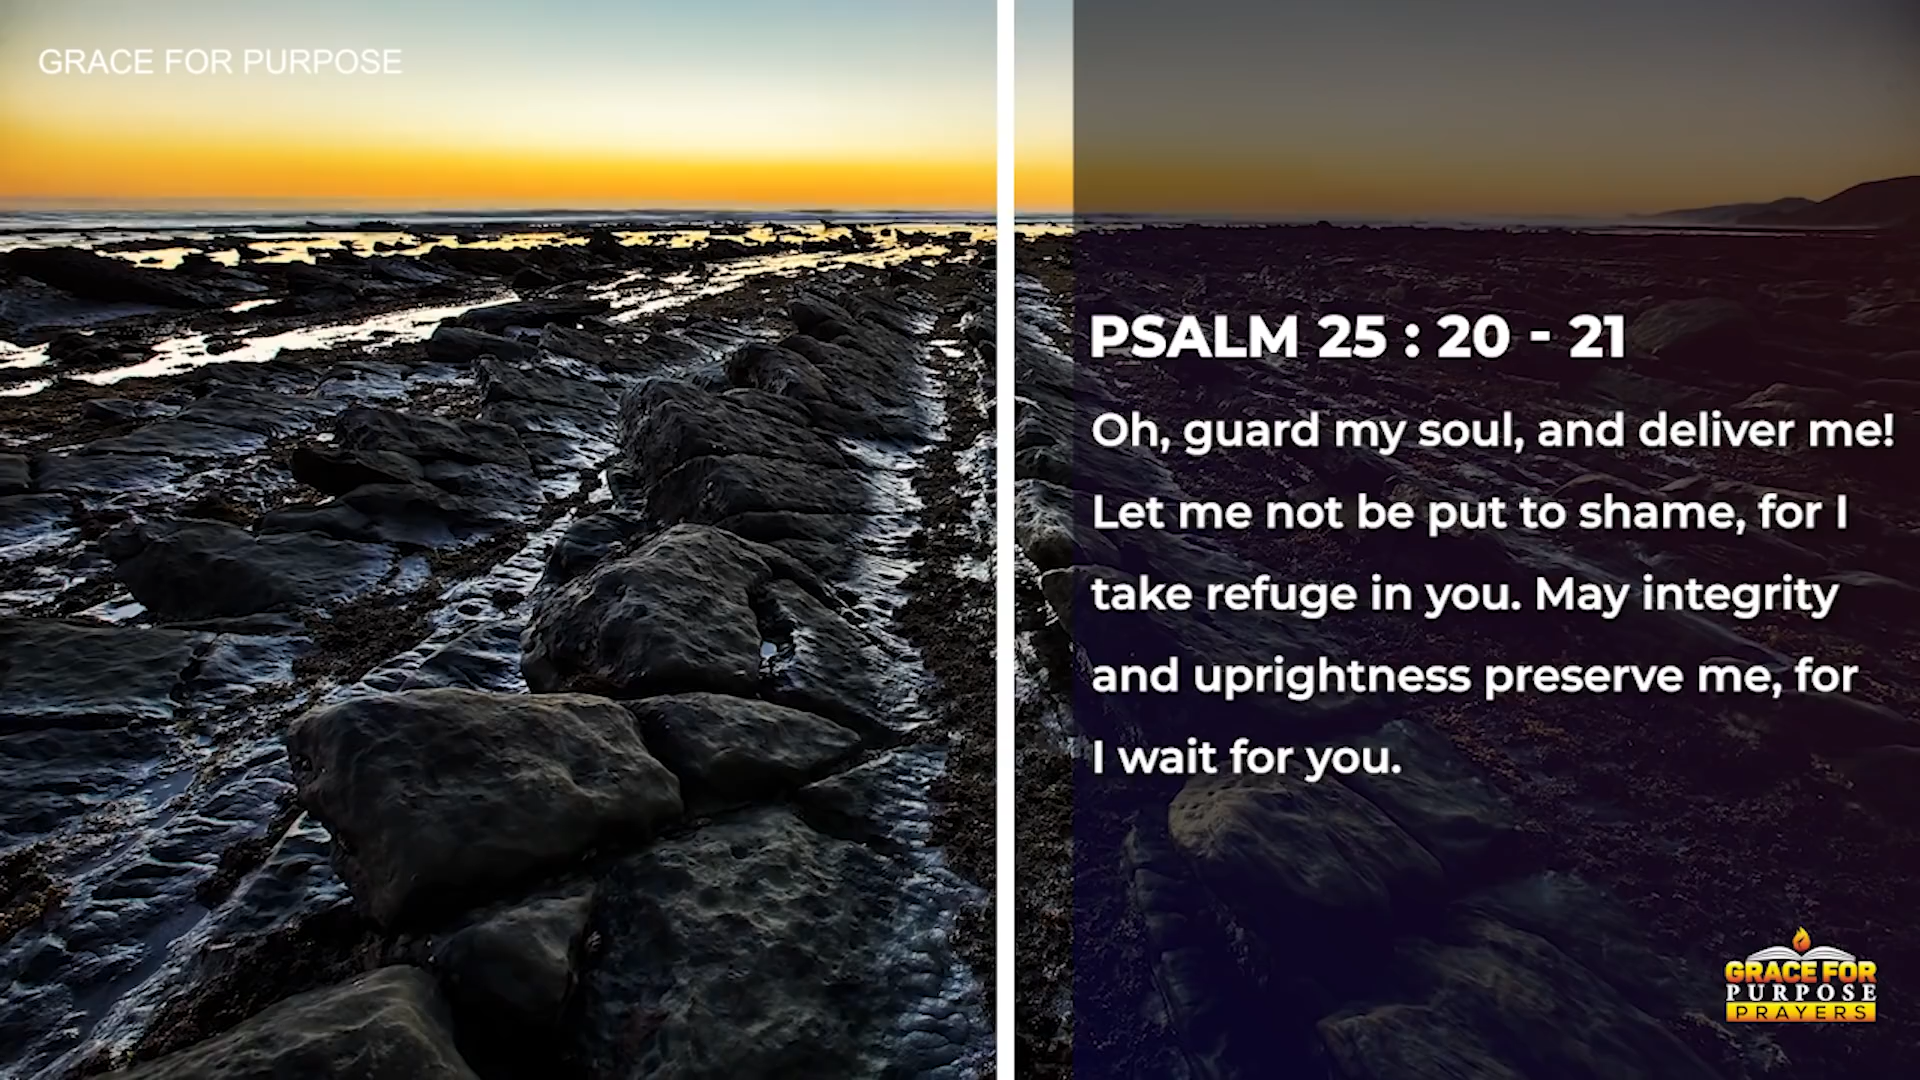 GRACE FOR PURPOSE
PSALM 25 : 20 - 21
Oh, guard my soul, and deliver me!
Let me not be put to shame, for I
take refuge in you. May integrity
and uprightness preserve me, for
I wait for you.
GRACE FOR
PURPOSE
PRAYERS